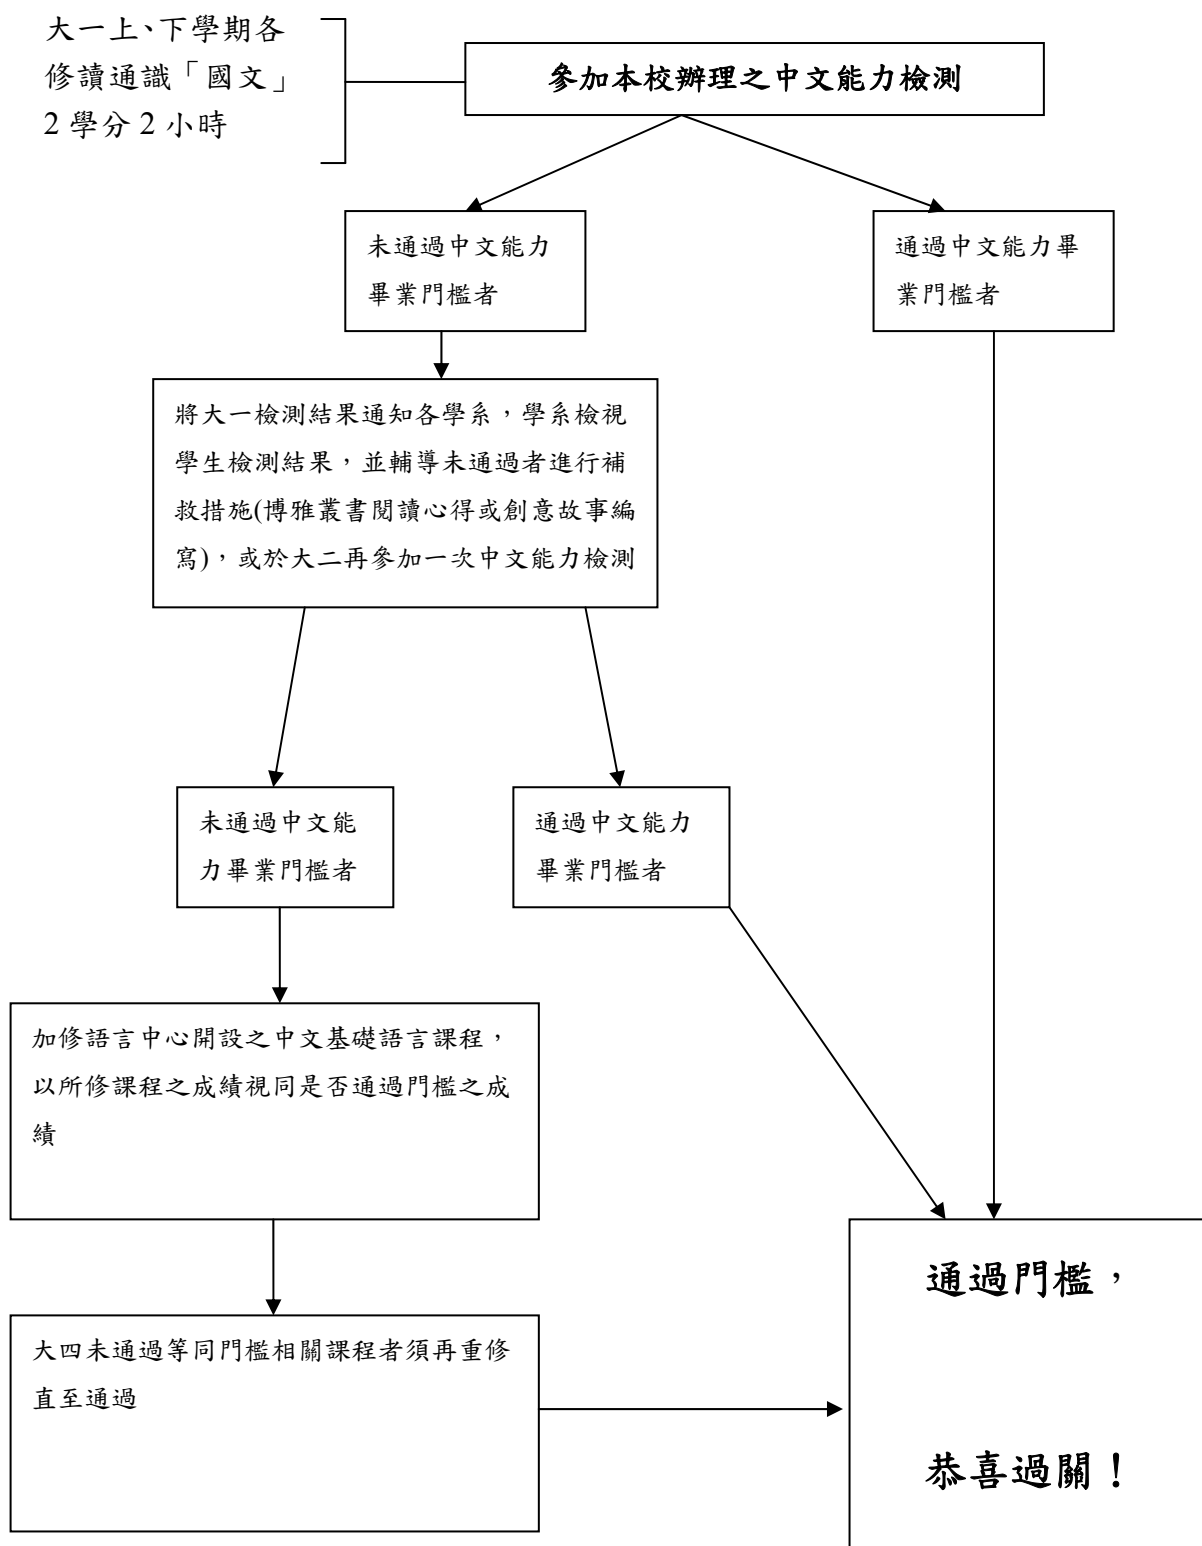 大一上、下學期各
修讀通識「國文」
2 學分 2 小時
參加本校辦理之中文能力檢測
未通過中文能力
畢業門檻者
通過中文能力畢
業門檻者
將大一檢測結果通知各學系，學系檢視
學生檢測結果，並輔導未通過者進行補
救措施(博雅叢書閱讀心得或創意故事編
寫)，或於大二再參加一次中文能力檢測
未通過中文能
力畢業門檻者
通過中文能力
畢業門檻者
加修語言中心開設之中文基礎語言課程，
以所修課程之成績視同是否通過門檻之成
績
大四未通過等同門檻相關課程者須再重修
直至通過
通過門檻，
恭喜過關！